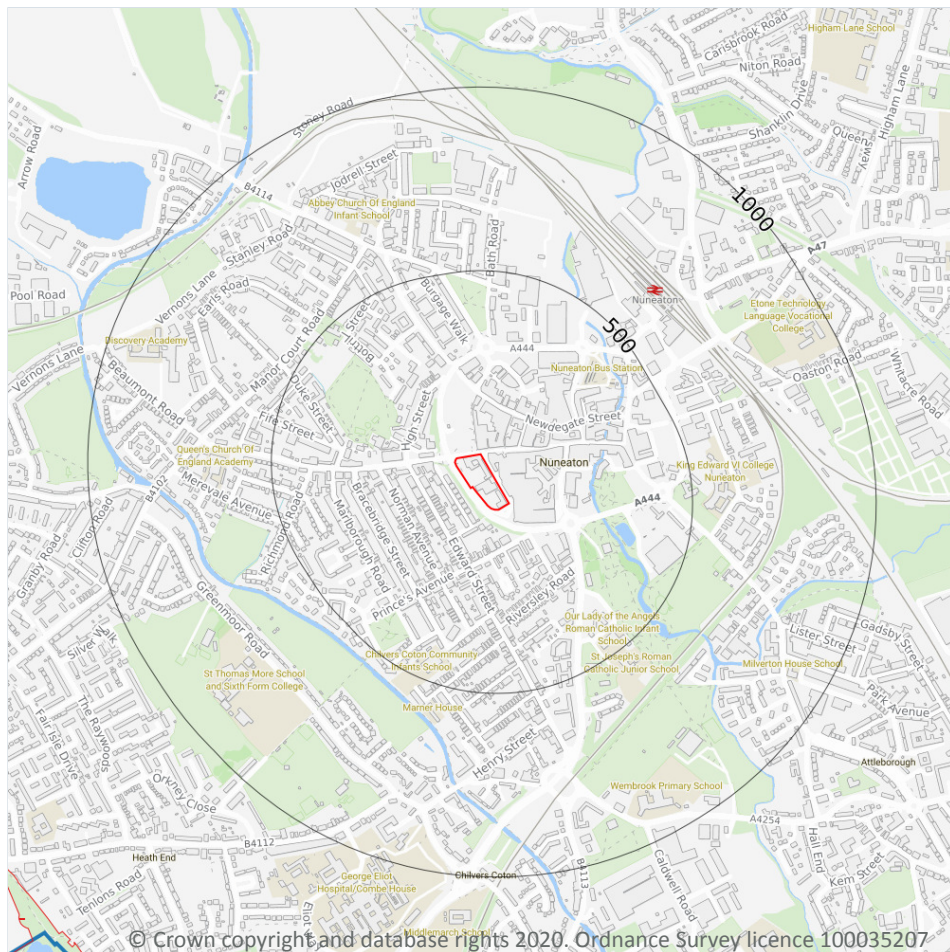 Higham Lane School
Carisbrook Drive
Niton Road
Higham Lane
Shanklin Drive
Queensway
Stoney Road
Arrow Road
Jodrell Street
B4114
Abbey Church Of England
Infant School
1000
A47
Stanley Road
Bath Road
Pool Road
Vernons Lane
Earls Road
Nuneaton
Burgage Walk
Etone Technology
Language Vocational
College
500
Discovery Academy
Manor Court Road
Bottrill Street
A444
Vernons Lane
Nuneaton Bus Station
Oaston Road
Whitacre Road
Beaumont Road
Duke Street
High Street
Newdegate Street
Fife Street
Queen's Church Of
England Academy
Nuneaton
King Edward VI College
Nuneaton
B4102
Merevale Avenue
A444
Clifton Road
Bracebridge Street
Norman Avenue
Marlborough Road
Richmond Road
Edward Street
Granby Road
Prince's Avenue
Riversley Road
Greenmoor Road
Our Lady of the Angels
Roman Catholic Infant
School
Gadsby Street
Lister Street
Silver Walk
Chilvers Coton Community
Infants School
St Joseph's Roman
Catholic Junior School
Milverton House School
St Thomas More School
and Sixth Form College
Park Avenue
Marner House
The Raywoods
Fair Isle Drive
Henry Street
Attleborough
Orkney Close
Wembrook Primary School
A4254
B4112
Hall End
Heath End
Caldwell Road
B4113
Kem Street
George Eliot
Hospital/Combe House
Chilvers Coton
Tenlons Road
Eliot
Middlemarch School
© Crown copyright and database rights 2020. Ordnance Survey licence 100035207